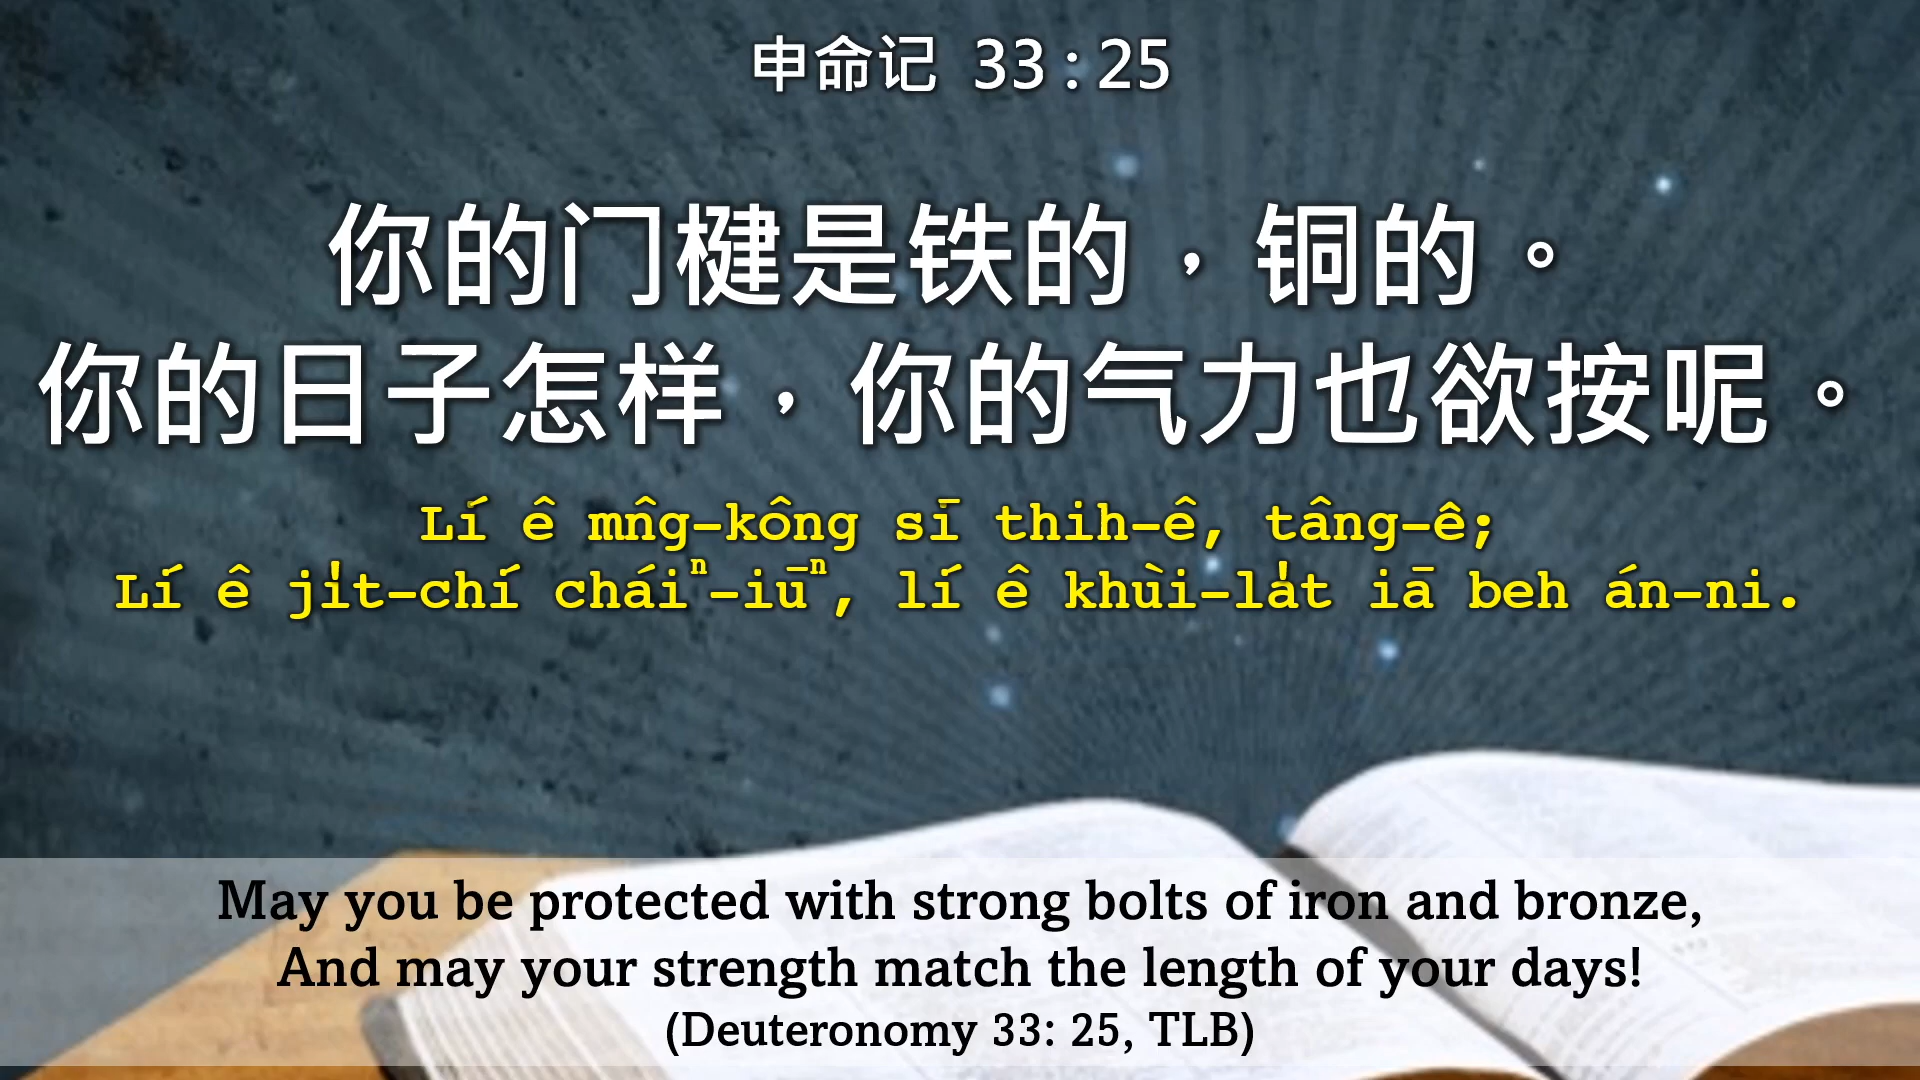 申命记 33:25
你的门楗是铁的，铜的。
你的日子怎样，你的气力也欲按呢。
Lí ê mn̂g-kông sī thih-ê, tâng-ê;
Lí ê ji̍t-chí cháiⁿ-iūⁿ, lí ê khùi-la̍t iā beh án-ni.
May you be protected with strong bolts of iron and bronze,
And may your strength match the length of your days!
(Deuteronomy 33: 25, TLB)